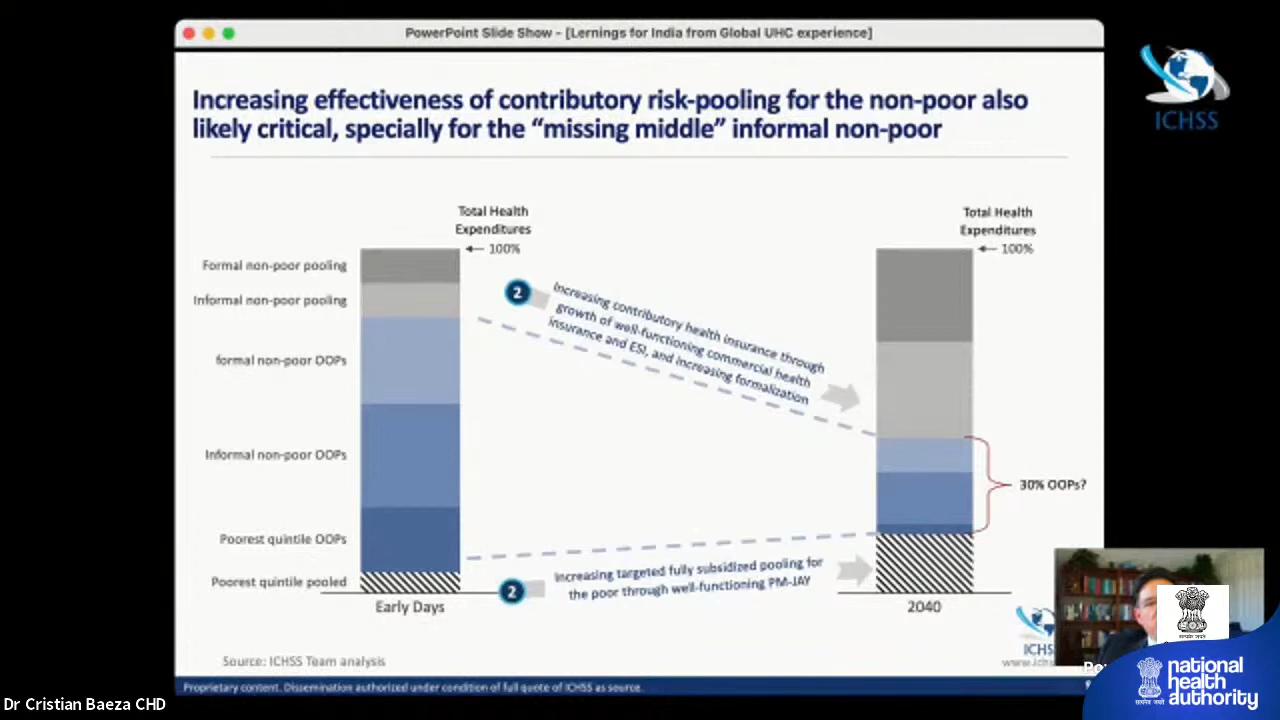 PowerPoint Slide Show - [Lernings for India from Global UHC experience]
ICHSS
Increasing effectiveness of contributory risk-pooling for the non-poor also
likely critical, specially for the “missing middle” informal non-poor
Total Health
Expenditures
100%
Total Health
Expenditures
100%
Formal non-poor pooling
Informal non-poor pooling
formal non-poor OOPs
Informal non-poor OOPs
Poorest quintile OOPs
Poorest quintile pooled
2
Increasing contributory health insurance through
growth of well-functioning commercial health
insurance and ESI, and increasing formalization
30% OOPs?
2
Increasing targeted fully subsidized pooling for
the poor through well-functioning PM-JAY
Early Days
2040
Source: ICHSS Team analysis
Proprietary content. Dissemination authorized under condition of full quote of ICHSS as source.
Dr Cristian Baeza CHD
national
health
authority